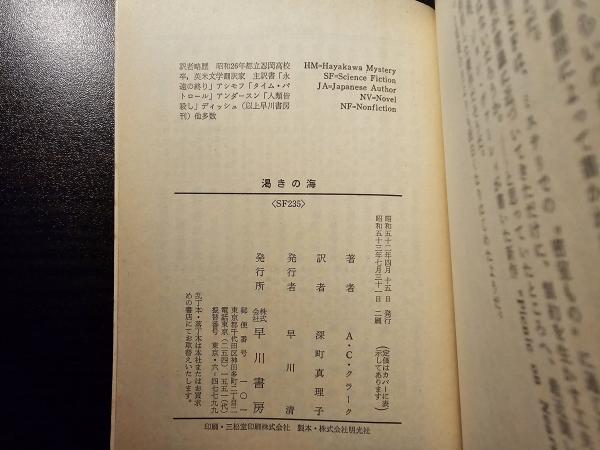 訳者略歴 昭和26年都立忍岡高校
卒,英米文学翻訳家 主訳書「永
遠の終り」アシモフ「タイム・パ
トロール」アンダースン「人類皆
殺し」ディッシュ(以上早川書房
刊)他多数
HM=Hayakawa Mystery
SF=Science Fiction
JA=Japanese Author
NV=Novel
NF=Nonfiction
渇きの海
〈SF235〉
昭和五十二年四月十五日 発行
昭和五十三年七月三十一日 二刷
(定価はカバーに表
示してあります)
著者 A・C・クラーク
訳者 深町真理子
発行者 早川清
発行所 株式会社 早川書房
郵便番号 一〇一
東京都千代田区神田多町二丁目二
電話東京(二五四)一五五一(代)
振替番号 東京・六-四七七九九
乱丁本・落丁本は本社またはお買求
めの書店にてお取替えいたします。
印刷・三松堂印刷株式会社 製本・株式会社明光社